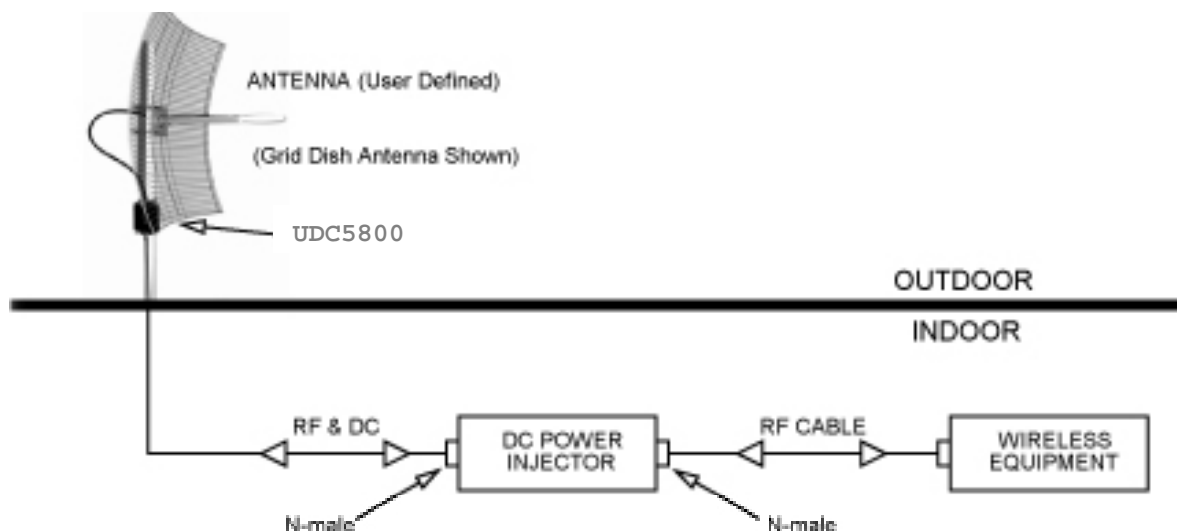 ANTENNA (User Defined)
(Grid Dish Antenna Shown)
UDC5800
OUTDOOR
INDOOR
RF & DC
DC POWER
INJECTOR
RF CABLE
WIRELESS
EQUIPMENT
N-male
N-male